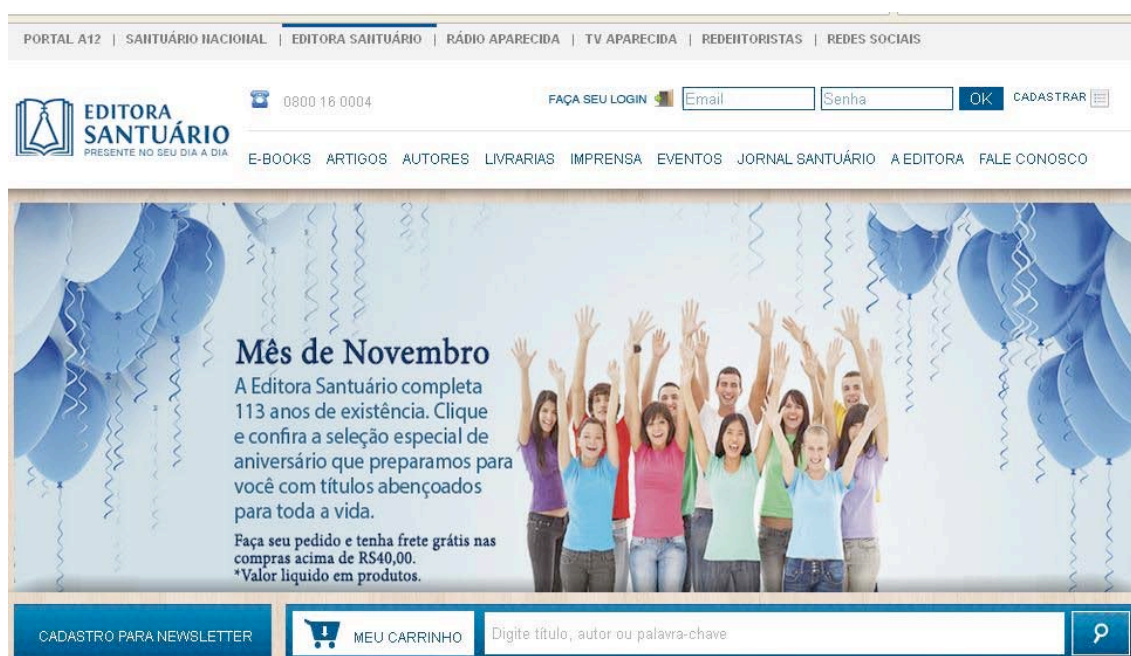 PORTAL A12 | SANTUÁRIO NACIONAL | EDITORA SANTUÁRIO | RÁDIO APARECIDA | TV APARECIDA | REDENTORISTAS | REDES SOCIAIS
EDITORA
SANTUÁRIO
PRESENTE NO SEU DIA A DIA
0800 16 0004
FAÇA SEU LOGIN Email Senha OK CADASTRAR
E-BOOKS ARTIGOS AUTORES LIVRARIAS IMPRENSA EVENTOS JORNAL SANTUÁRIO A EDITORA FALE CONOSCO
Mês de Novembro
A Editora Santuário completa
113 anos de existência. Clique
e confira a seleção especial de
aniversário que preparamos para
você com títulos abençoados
para toda a vida.
Faça seu pedido e tenha frete grátis nas
compras acima de RS40,00.
*Valor liquido em produtos.
CADASTRO PARA NEWSLETTER
MEU CARRINHO
Digite título, autor ou palavra-chave